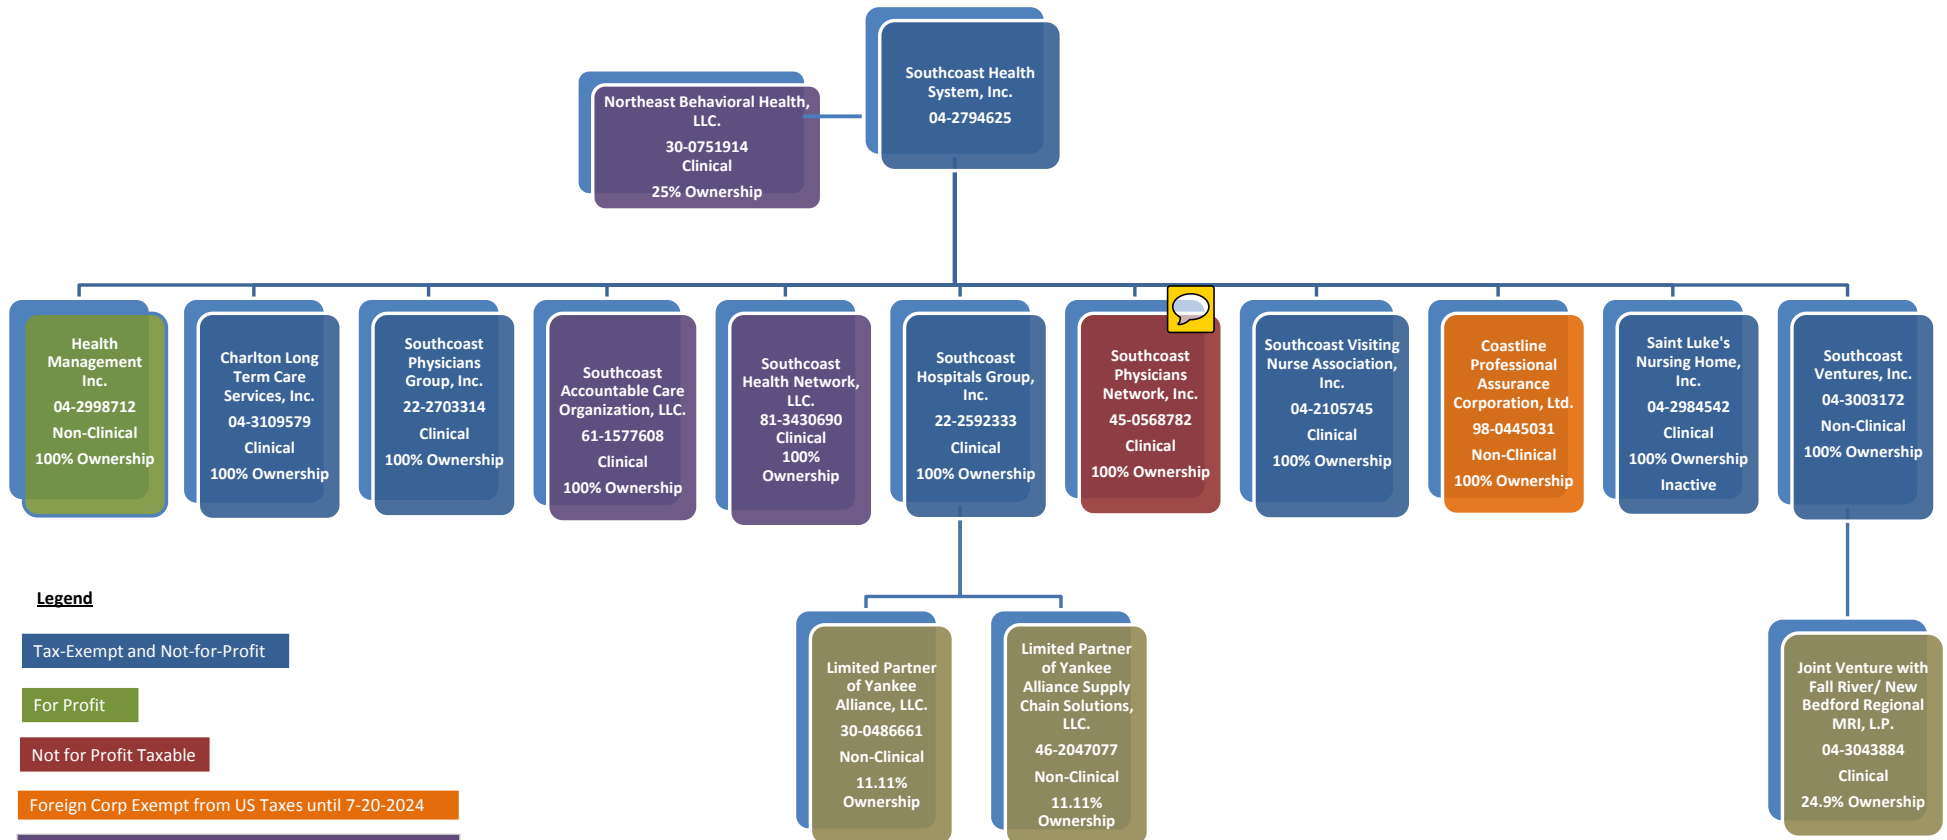 Southcoast Health
System, Inc.
04-2794625
Northeast Behavioral Health,
LLC.
30-0751914
Clinical
25% Ownership
Health
Management
Inc.
04-2998712
Non-Clinical
100% Ownership
Charlton Long
Term Care
Services, Inc.
04-3109579
Clinical
100% Ownership
Southcoast
Physicians
Group, Inc.
22-2703314
Clinical
100% Ownership
Southcoast
Accountable Care
Organization, LLC.
61-1577608
Clinical
100% Ownership
Southcoast
Health Network,
LLC.
81-3430690
Clinical
100%
Ownership
Southcoast
Hospitals Group,
Inc.
22-2592333
Clinical
100% Ownership
Southcoast
Physicians
Network, Inc.
45-0568782
Clinical
100% Ownership
Southcoast Visiting
Nurse Association,
Inc.
04-2105745
Clinical
100% Ownership
Coastline
Professional
Assurance
Corporation, Ltd.
98-0445031
Non-Clinical
100% Ownership
Saint Luke's
Nursing Home,
Inc.
04-2984542
Clinical
100% Ownership
Inactive
Southcoast
Ventures, Inc.
04-3003172
Non-Clinical
100% Ownership
Limited Partner
of Yankee
Alliance, LLC.
30-0486661
Non-Clinical
11.11%
Ownership
Limited Partner
of Yankee
Alliance Supply
Chain Solutions,
LLC.
46-2047077
Non-Clinical
11.11%
Ownership
Joint Venture with
Fall River/ New
Bedford Regional
MRI, L.P.
04-3043884
Clinical
24.9% Ownership
Legend
Tax-Exempt and Not-for-Profit
For Profit
Not for Profit Taxable
Foreign Corp Exempt from US Taxes until 7-20-2024